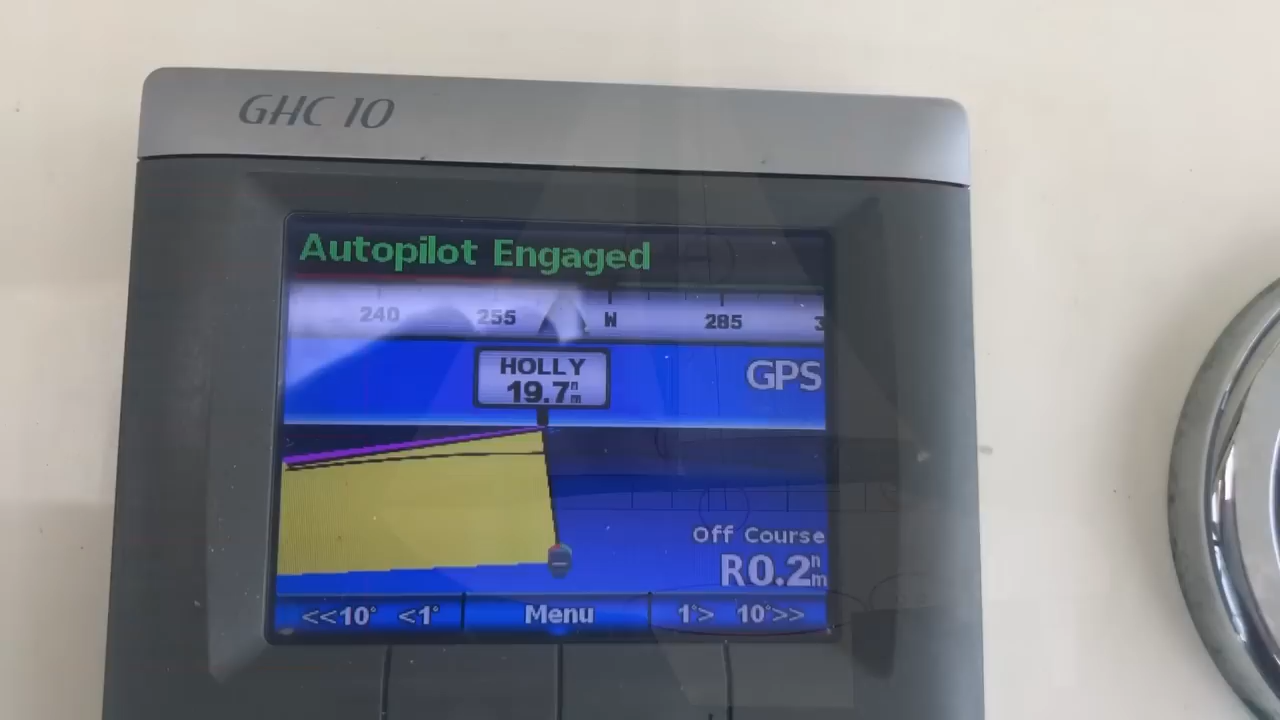 GHC 10
Autopilot Engaged
240 255 W 285 3
HOLLY
19.7nm
GPS
Off Course
R0.2nm
<<10° <1° Menu 1°> 10°>>